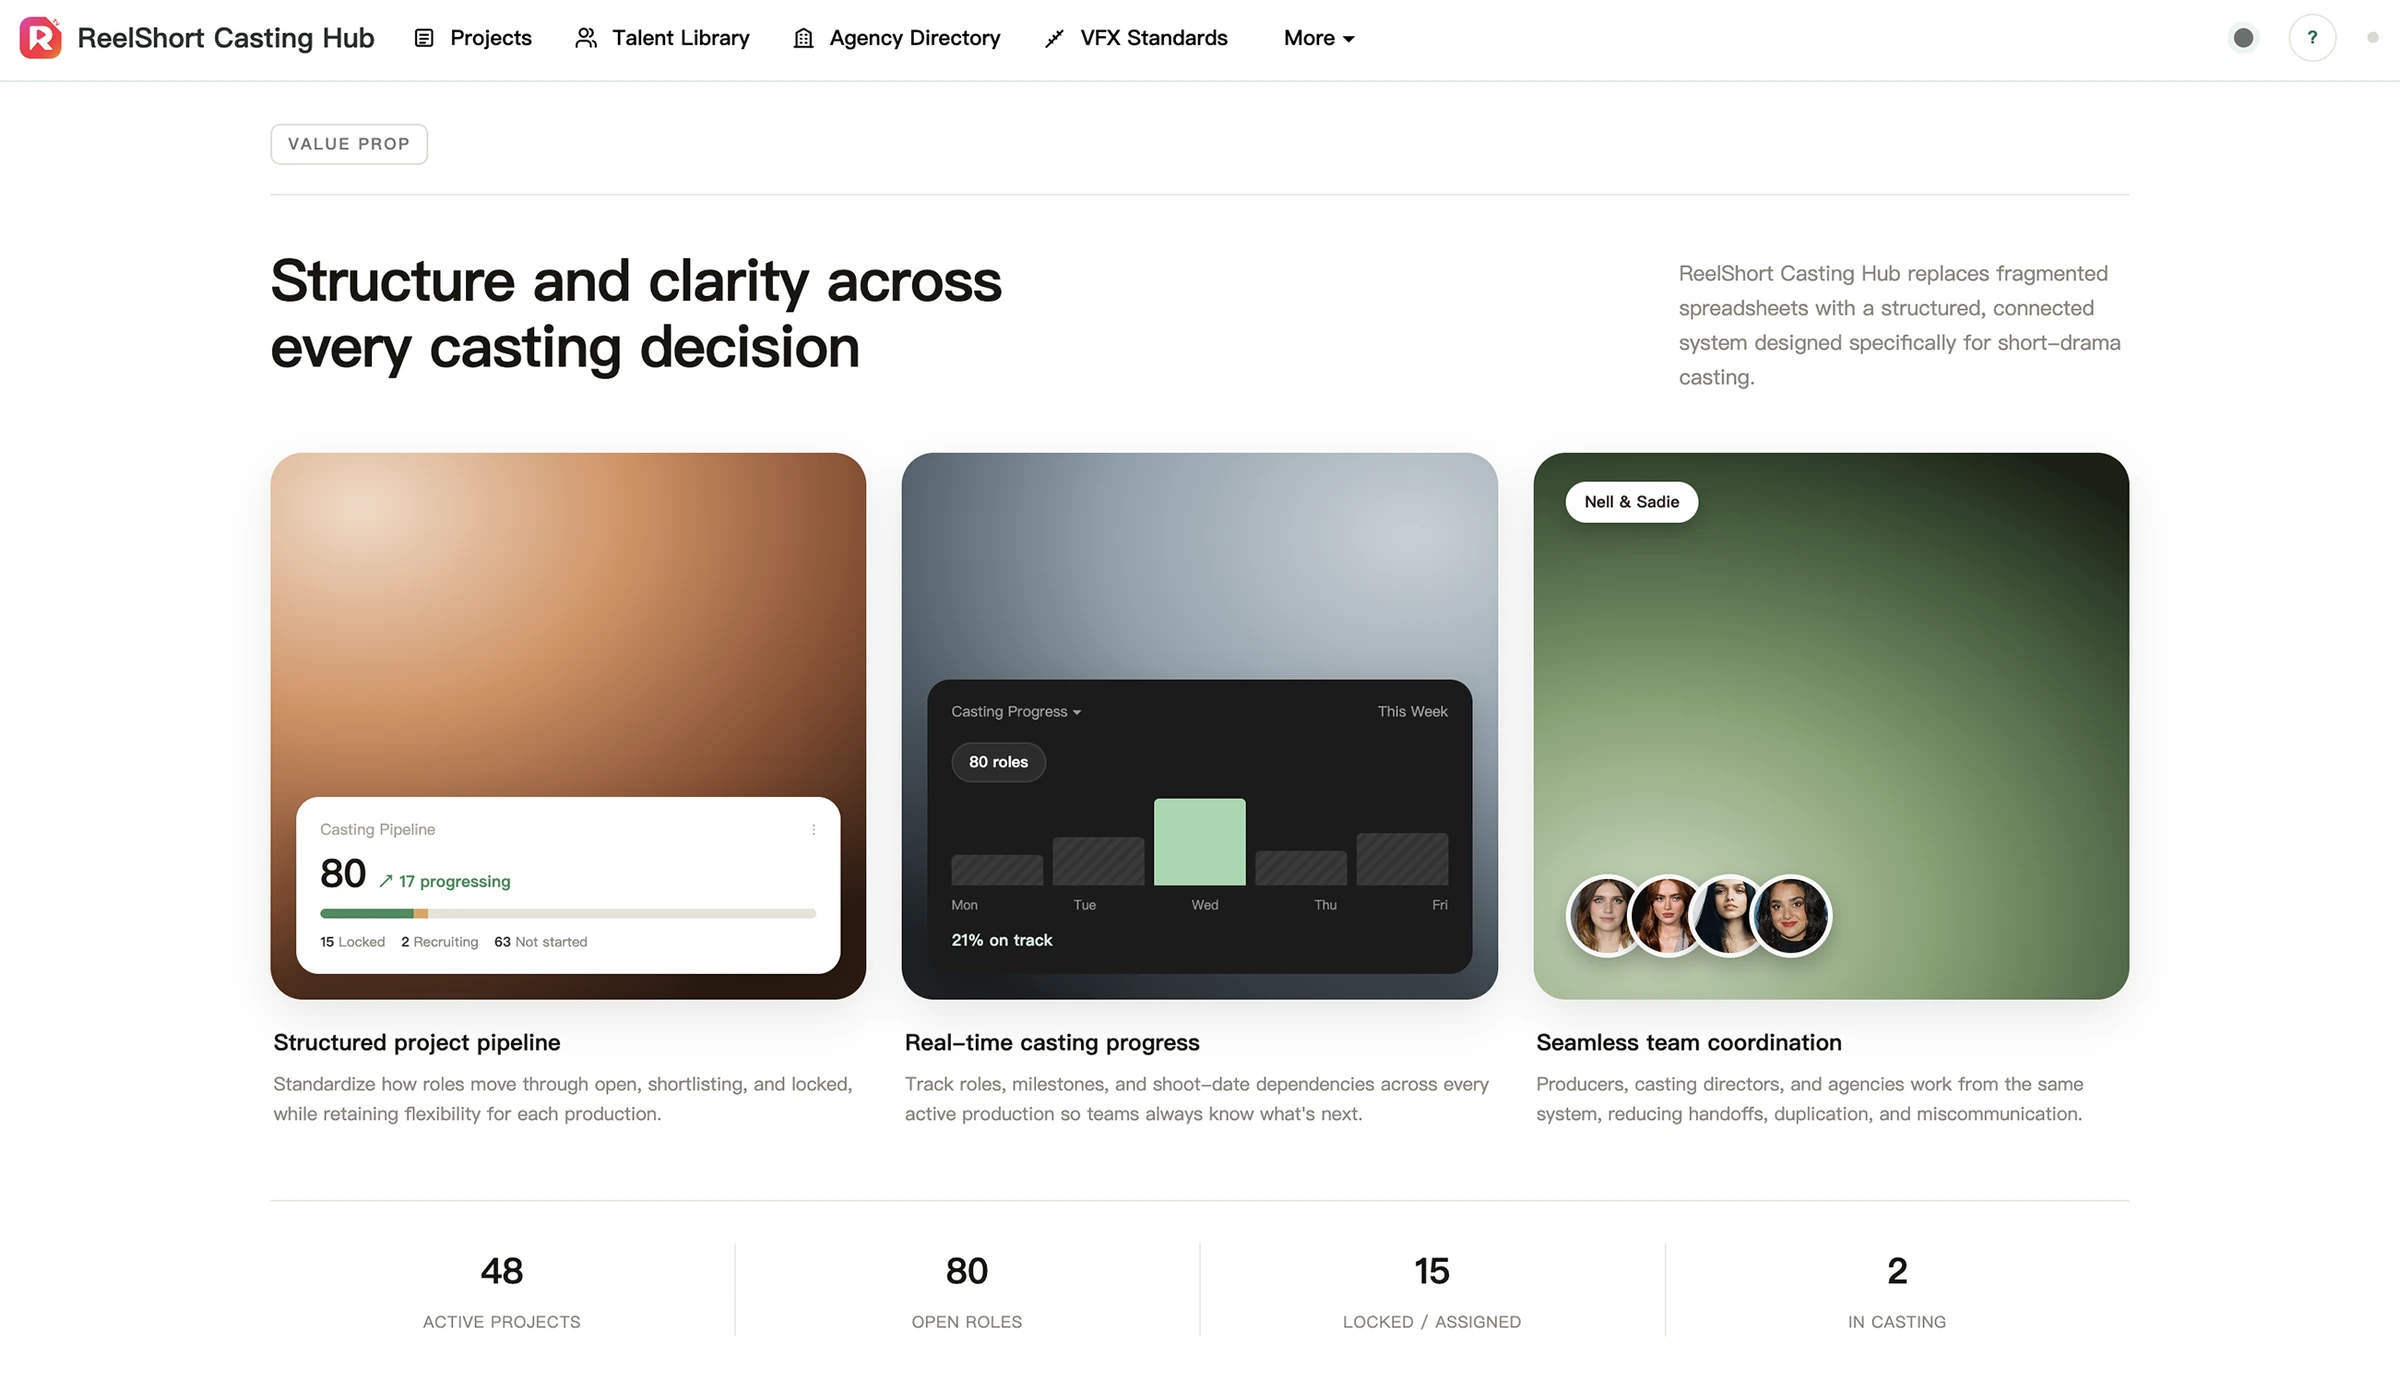 ReelShort Casting Hub
Projects
Talent Library
Agency Directory
VFX Standards
More
?
VALUE PROP
Structure and clarity across
every casting decision
ReelShort Casting Hub replaces fragmented
spreadsheets with a structured, connected
system designed specifically for short–drama
casting.
Casting Pipeline
80 ↗ 17 progressing
15 Locked 2 Recruiting 63 Not started
Casting Progress
This Week
80 roles
Mon Tue Wed Thu Fri
21% on track
Nell & Sadie
Structured project pipeline
Standardize how roles move through open, shortlisting, and locked,
while retaining flexibility for each production.
Real–time casting progress
Track roles, milestones, and shoot–date dependencies across every
active production so teams always know what's next.
Seamless team coordination
Producers, casting directors, and agencies work from the same
system, reducing handoffs, duplication, and miscommunication.
48
ACTIVE PROJECTS
80
OPEN ROLES
15
LOCKED / ASSIGNED
2
IN CASTING